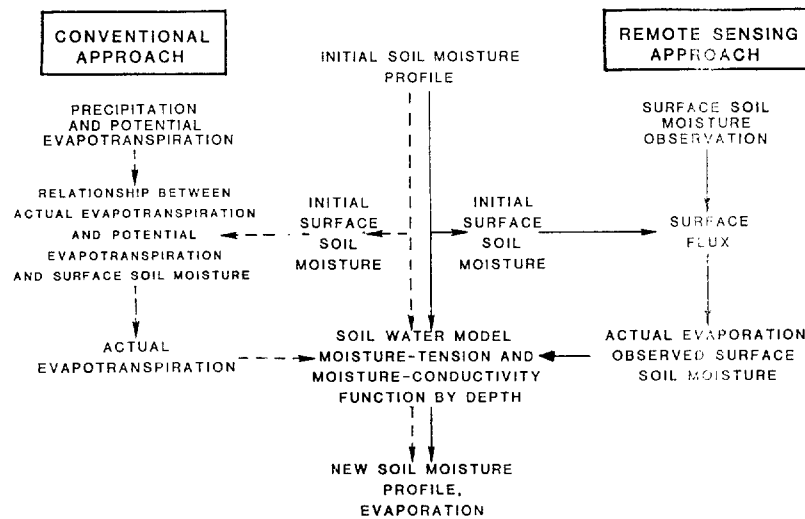 CONVENTIONAL
APPROACH
PRECIPITATION
AND POTENTIAL
EVAPOTRANSPIRATION
RELATIONSHIP BETWEEN
ACTUAL EVAPOTRANSPIRATION
AND POTENTIAL
EVAPOTRANSPIRATION
AND SURFACE SOIL MOISTURE
ACTUAL
EVAPOTRANSPIRATION
INITIAL SOIL MOISTURE
PROFILE
INITIAL
SURFACE
SOIL
MOISTURE
INITIAL
SURFACE
SOIL
MOISTURE
SOIL WATER MODEL
MOISTURE-TENSION AND
MOISTURE-CONDUCTIVITY
FUNCTION BY DEPTH
NEW SOIL MOISTURE
PROFILE,
EVAPORATION
REMOTE SENSING
APPROACH
SURFACE SOIL
MOISTURE
OBSERVATION
SURFACE
FLUX
ACTUAL EVAPORATION
OBSERVED SURFACE
SOIL MOISTURE